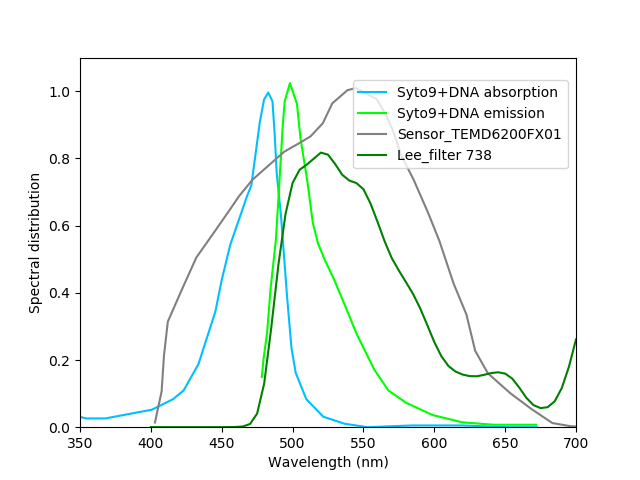 Syto9+DNA absorption
Syto9+DNA emission
Sensor_TEMD6200FX01
Lee_filter 738
Spectral distribution
1.0
0.8
0.6
0.4
0.2
0.0
350 400 450 500 550 600 650 700
Wavelength (nm)